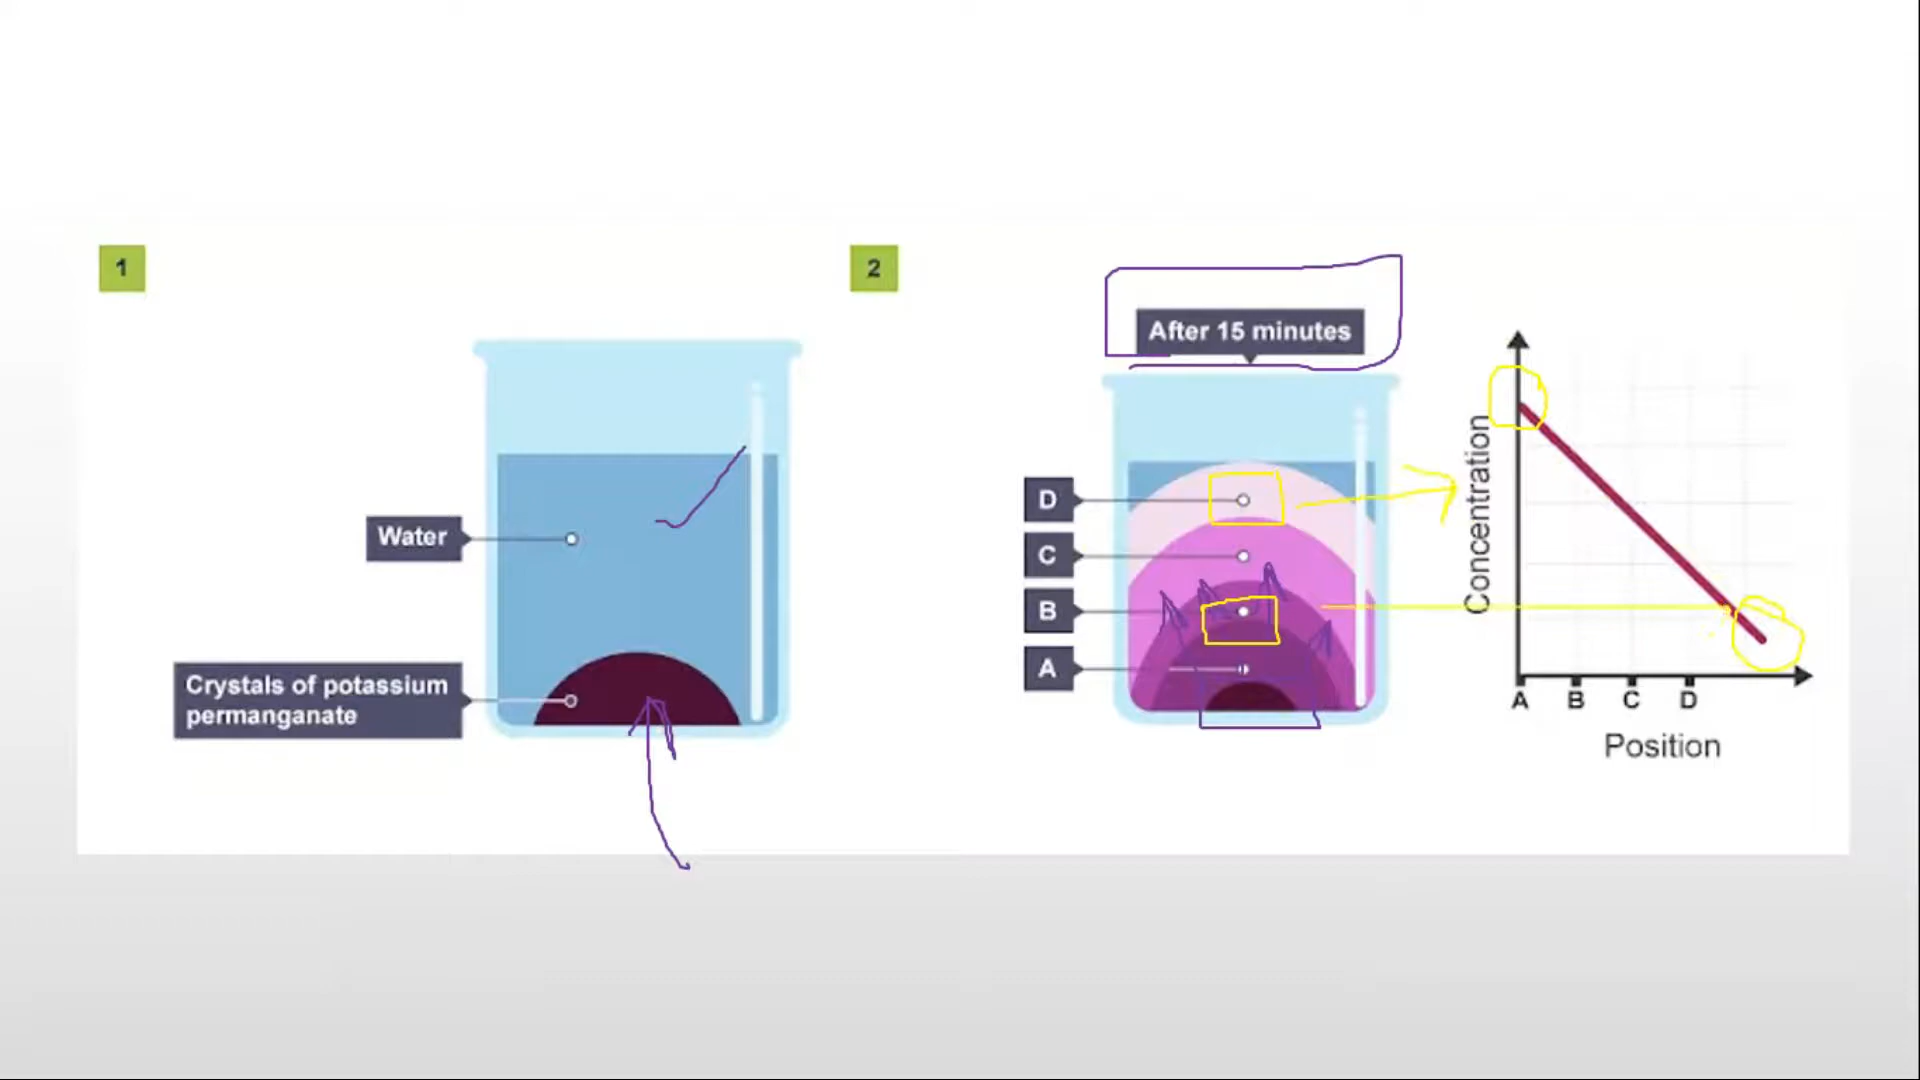 1
2
After 15 minutes
Water
Crystals of potassium
permanganate
D
C
B
A
Concentration
A B C D
Position